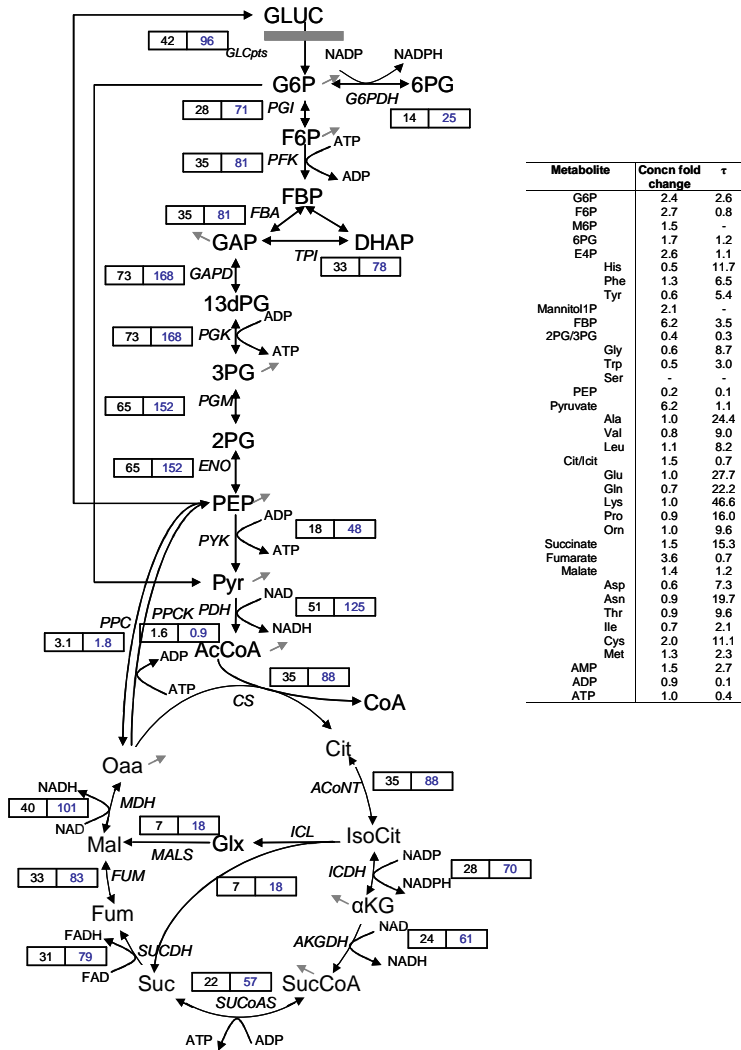 GLUC
42 96
GLCpts
NADP NADPH
G6P 6PG
G6PDH
28 71 PGI
14 25
F6P
ATP
35 81 PFK
ADP
FBP
35 81 FBA
GAP DHAP
TPI
33 78
73 168 GAPD
13dPG
ADP
73 168 PGK
ATP
3PG
65 152 PGM
2PG
65 152 ENO
PEP
ADP
18 48
PYK
ATP
Pyr
NAD
51 125
PPCK PDH
NADH
PPC
3.1 1.8
1.6 0.9
AcCoA
ADP
35 88
ATP
CS
CoA
Cit
Oaa
ACoNT
35 88
NADH
40 101 MDH
NAD
7 18
Mal MALS Glx ICL IsoCit
NADP
28 70
ICDH
NADPH
33 83 FUM
7 18
αKG
Fum
NAD
24 61
AKGDH
NADH
FADH
31 79 SUCDH
FAD
Suc
22 57
SucCoA
SUCoAS
ATP ADP
Metabolite Concn fold τ
change
G6P 2.4 2.6
F6P 2.7 0.8
M6P 1.5 -
6PG 1.7 1.2
E4P 2.6 1.1
His 0.5 11.7
Phe 1.3 6.5
Tyr 0.6 5.4
Mannitol1P 2.1 -
FBP 6.2 3.5
2PG/3PG 0.4 0.3
Gly 0.6 8.7
Trp 0.5 3.0
Ser - -
PEP 0.2 0.1
Pyruvate 6.2 1.1
Ala 1.0 24.4
Val 0.8 9.0
Leu 1.1 8.2
Cit/Icit 1.5 0.7
Glu 1.0 27.7
Gln 0.7 22.2
Lys 1.0 46.6
Pro 0.9 16.0
Orn 1.0 9.6
Succinate 1.5 15.3
Fumarate 3.6 0.7
Malate 1.4 1.2
Asp 0.6 7.3
Asn 0.9 19.7
Thr 0.9 9.6
Ile 0.7 2.1
Cys 2.0 11.1
Met 1.3 2.3
AMP 1.5 2.7
ADP 0.9 0.1
ATP 1.0 0.4